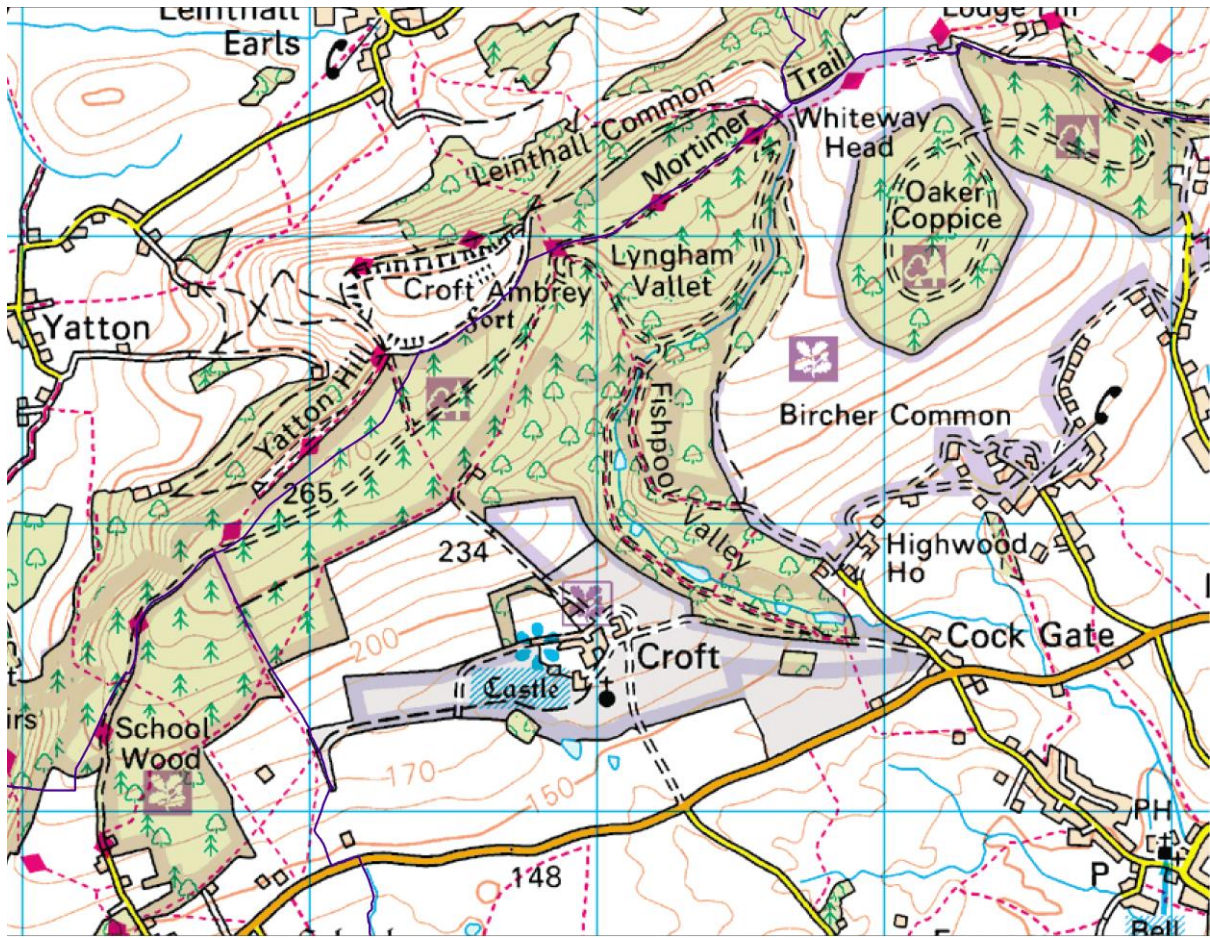 Leinthall
Earls
Lodge Hill
Trail
Common
Leinthall
Mortimer
Whiteway
Head
Oaker
Coppice
Lyngham
Vallet
Croft Ambrey
Fort
Yatton
Yatton Hill
210
Fishpool
Valley
Bircher Common
265
234
Highwood
Ho
200
Croft
Cock Gate
Castle
School
Wood
170
150
PH
148
P
Bell